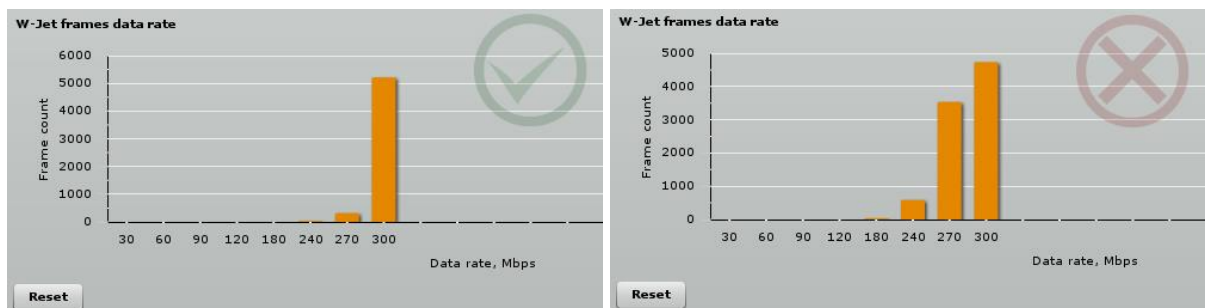 W-Jet frames data rate
6000
5000
4000
3000
2000
1000
0
Frame count
30 60 90 120 180 240 270 300
Data rate, Mbps
Reset
W-Jet frames data rate
5000
4000
3000
2000
1000
0
Frame count
30 60 90 120 180 240 270 300
Data rate, Mbps
Reset